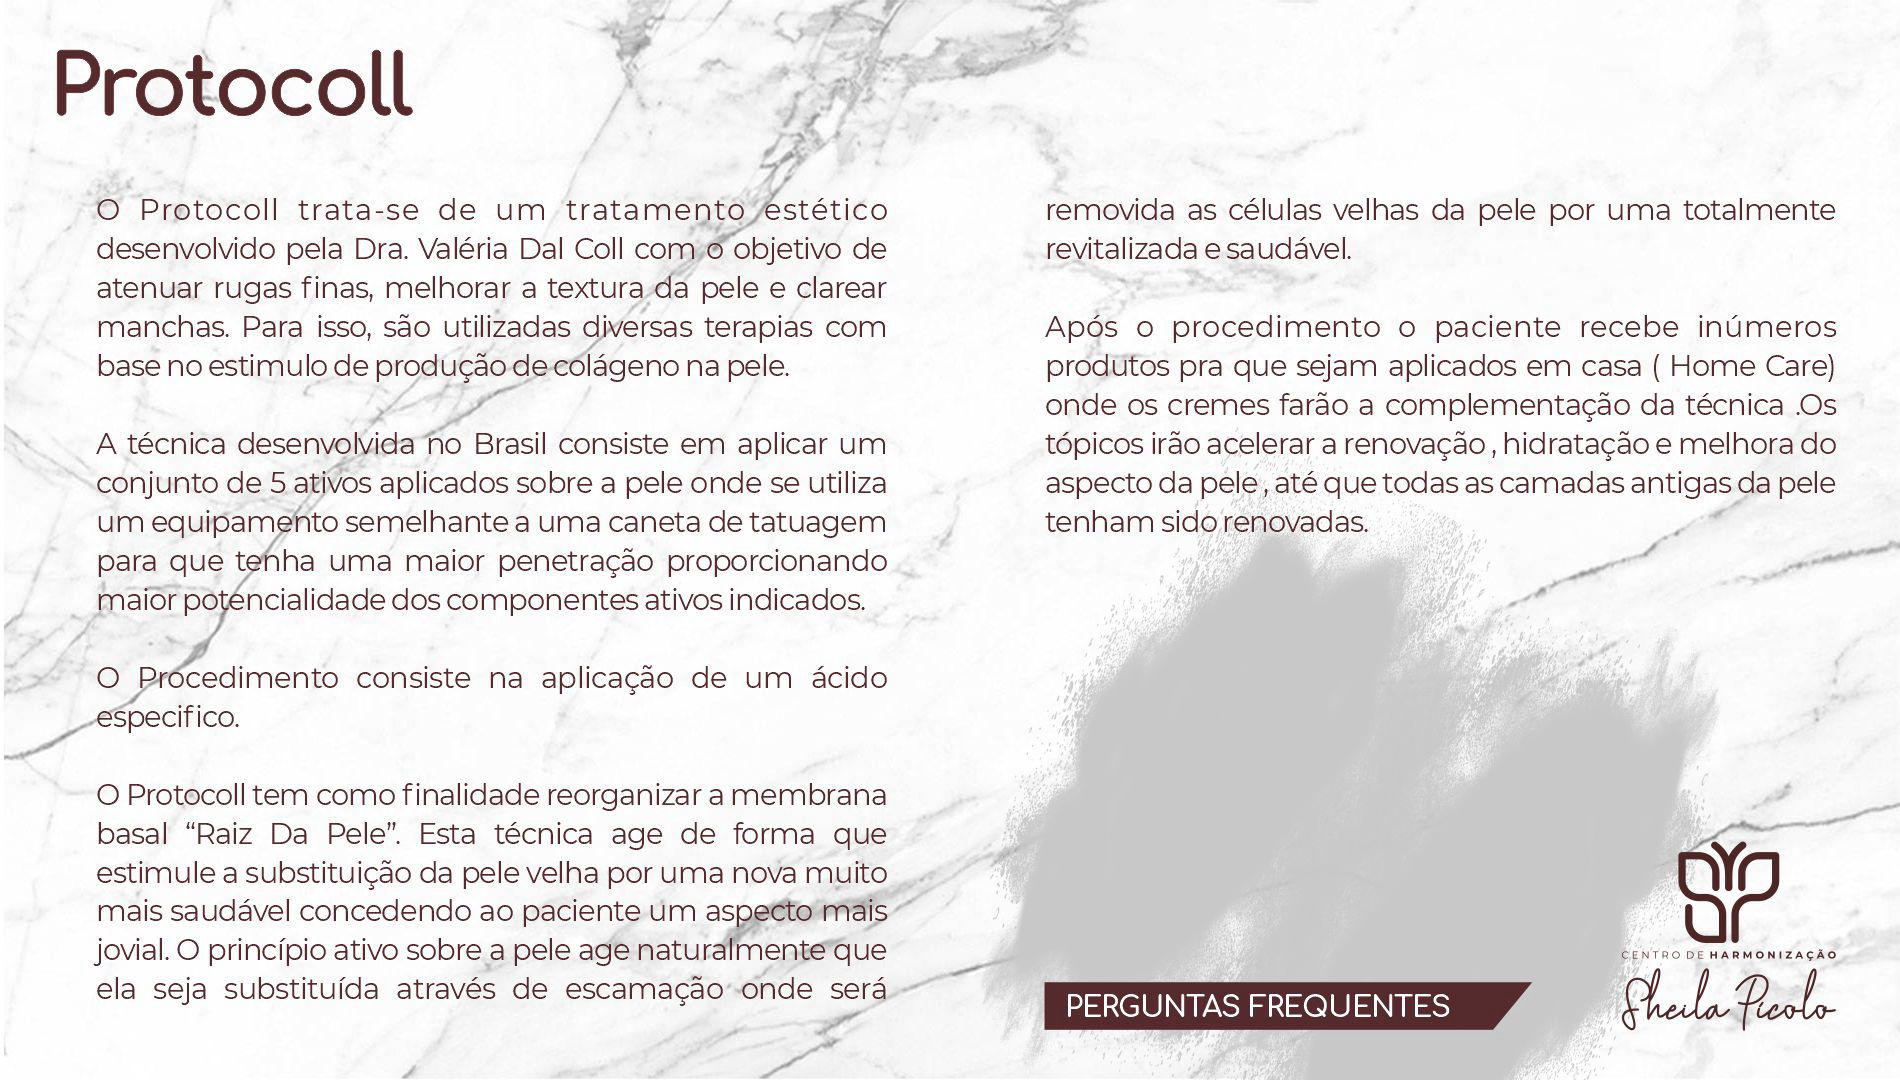 Protocoll
O Protocoll trata-se de um tratamento estético
desenvolvido pela Dra. Valéria Dal Coll com o objetivo de
atenuar rugas finas, melhorar a textura da pele e clarear
manchas. Para isso, são utilizadas diversas terapias com
base no estimulo de produção de colágeno na pele.
A técnica desenvolvida no Brasil consiste em aplicar um
conjunto de 5 ativos aplicados sobre a pele onde se utiliza
um equipamento semelhante a uma caneta de tatuagem
para que tenha uma maior penetração proporcionando
maior potencialidade dos componentes ativos indicados.
O Procedimento consiste na aplicação de um ácido
especifico.
O Protocoll tem como finalidade reorganizar a membrana
basal “Raiz Da Pele”. Esta técnica age de forma que
estimule a substituição da pele velha por uma nova muito
mais saudável concedendo ao paciente um aspecto mais
jovial. O princípio ativo sobre a pele age naturalmente que
ela seja substituída através de escamação onde será
removida as células velhas da pele por uma totalmente
revitalizada e saudável.
Após o procedimento o paciente recebe inúmeros
produtos pra que sejam aplicados em casa ( Home Care)
onde os cremes farão a complementação da técnica .Os
tópicos irão acelerar a renovação , hidratação e melhora do
aspecto da pele , até que todas as camadas antigas da pele
tenham sido renovadas.
PERGUNTAS FREQUENTES
CENTRO DE HARMONIZAÇÃO
Sheila Picolo